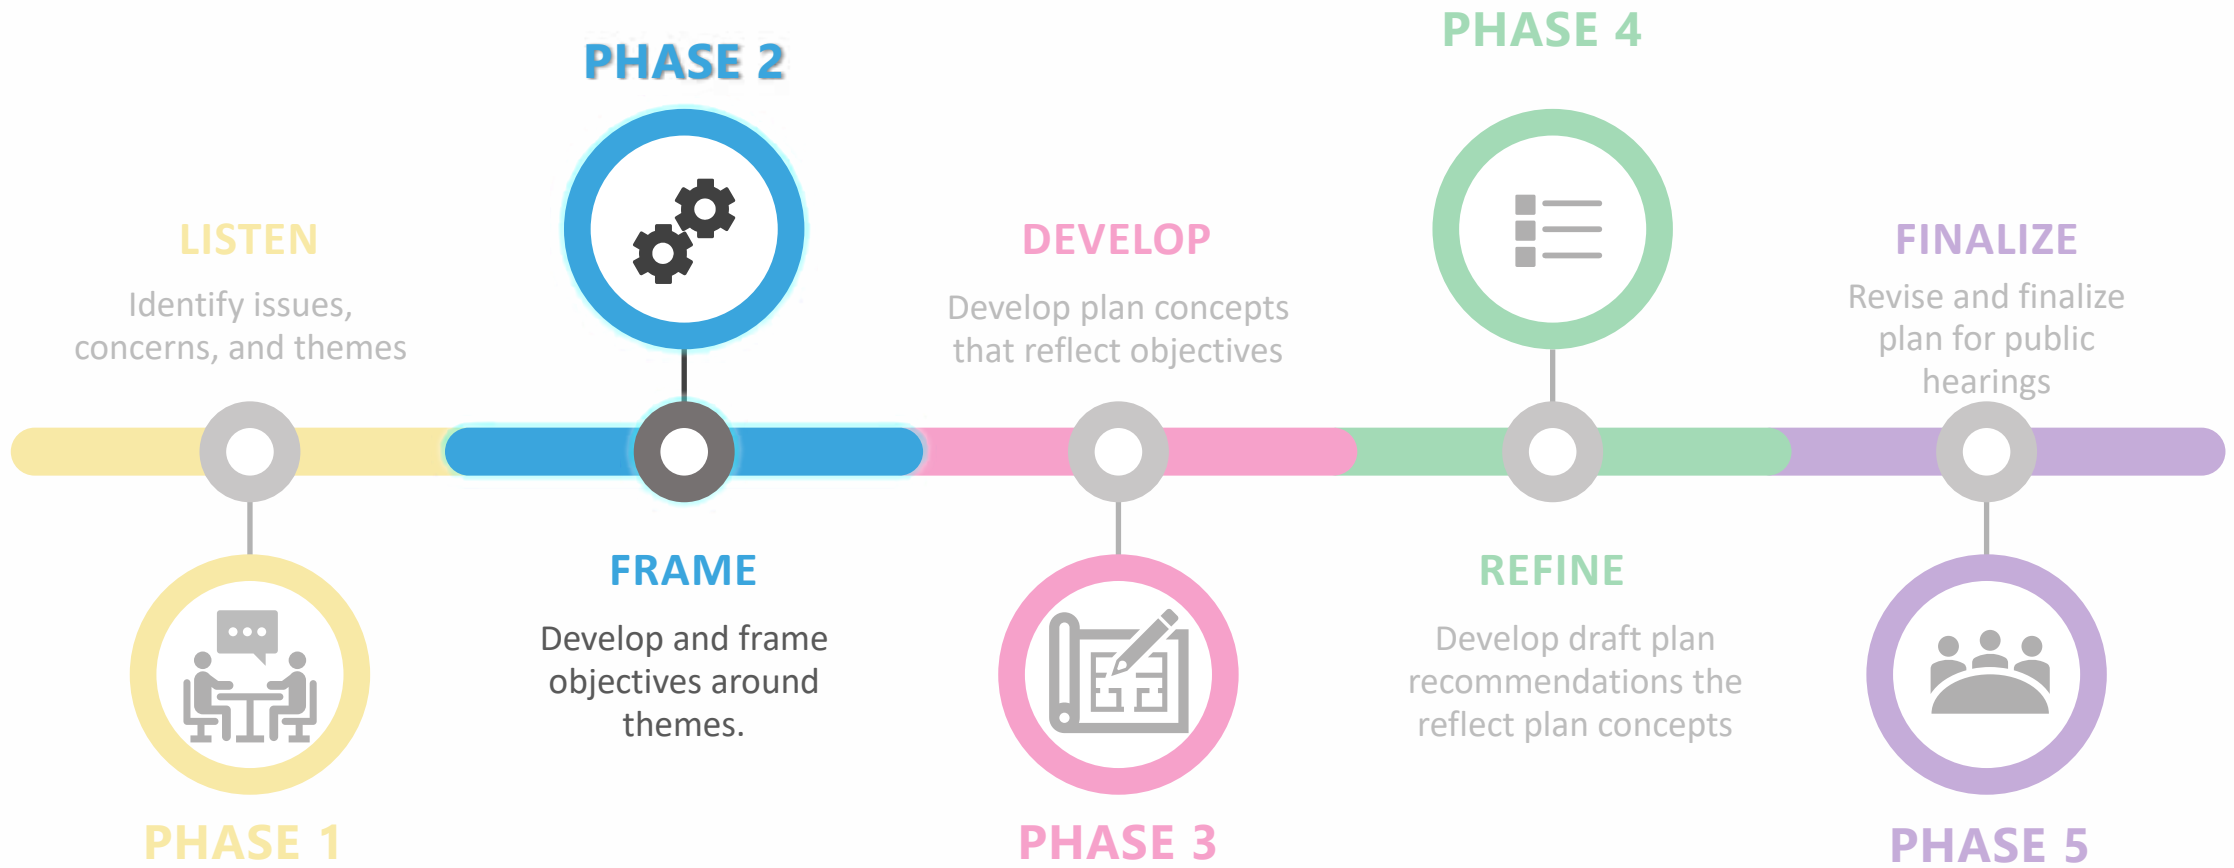 LISTEN
Identify issues,
concerns, and themes
PHASE 1
PHASE 2
FRAME
Develop and frame
objectives around
themes.
DEVELOP
Develop plan concepts
that reflect objectives
PHASE 3
PHASE 4
REFINE
Develop draft plan
recommendations the
reflect plan concepts
FINALIZE
Revise and finalize
plan for public
hearings
PHASE 5